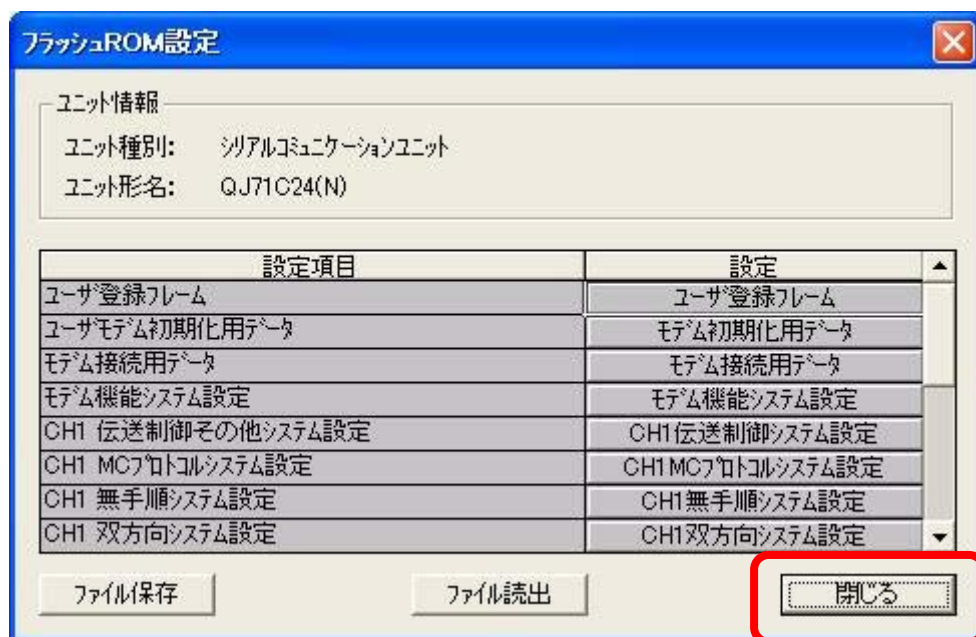 フラッシュROM設定
ユニット情報
ユニット種別: シリアルコミュニケーションユニット
ユニット形名: QJ71C24(N)
設定項目 設定
ユーザ登録フレーム ユーザ登録フレーム
ユーザモデム初期化用データ モデム初期化用データ
モデム接続用データ モデム接続用データ
モデム機能システム設定 モデム機能システム設定
CH1 伝送制御その他システム設定 CH1伝送制御システム設定
CH1 MCプロトコルシステム設定 CH1MCプロトコルシステム設定
CH1 無手順システム設定 CH1無手順システム設定
CH1 双方向システム設定 CH1双方向システム設定
ファイル保存 ファイル読出 閉じる